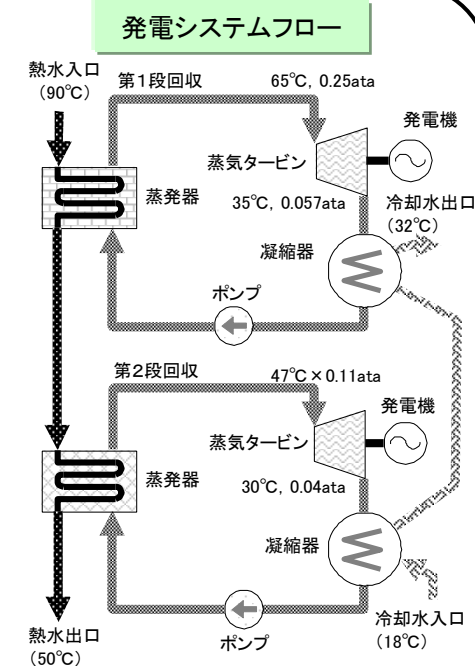 発電システムフロー
熱水入口
（90℃）
第1段回収
65℃, 0.25ata
発電機
蒸気タービン
蒸発器
35℃, 0.057ata
冷却水出口
（32℃）
凝縮器
ポンプ
第2段回収
47℃×0.11ata
発電機
蒸気タービン
蒸発器
30℃, 0.04ata
凝縮器
ポンプ
冷却水入口
（18℃）
熱水出口
（50℃）